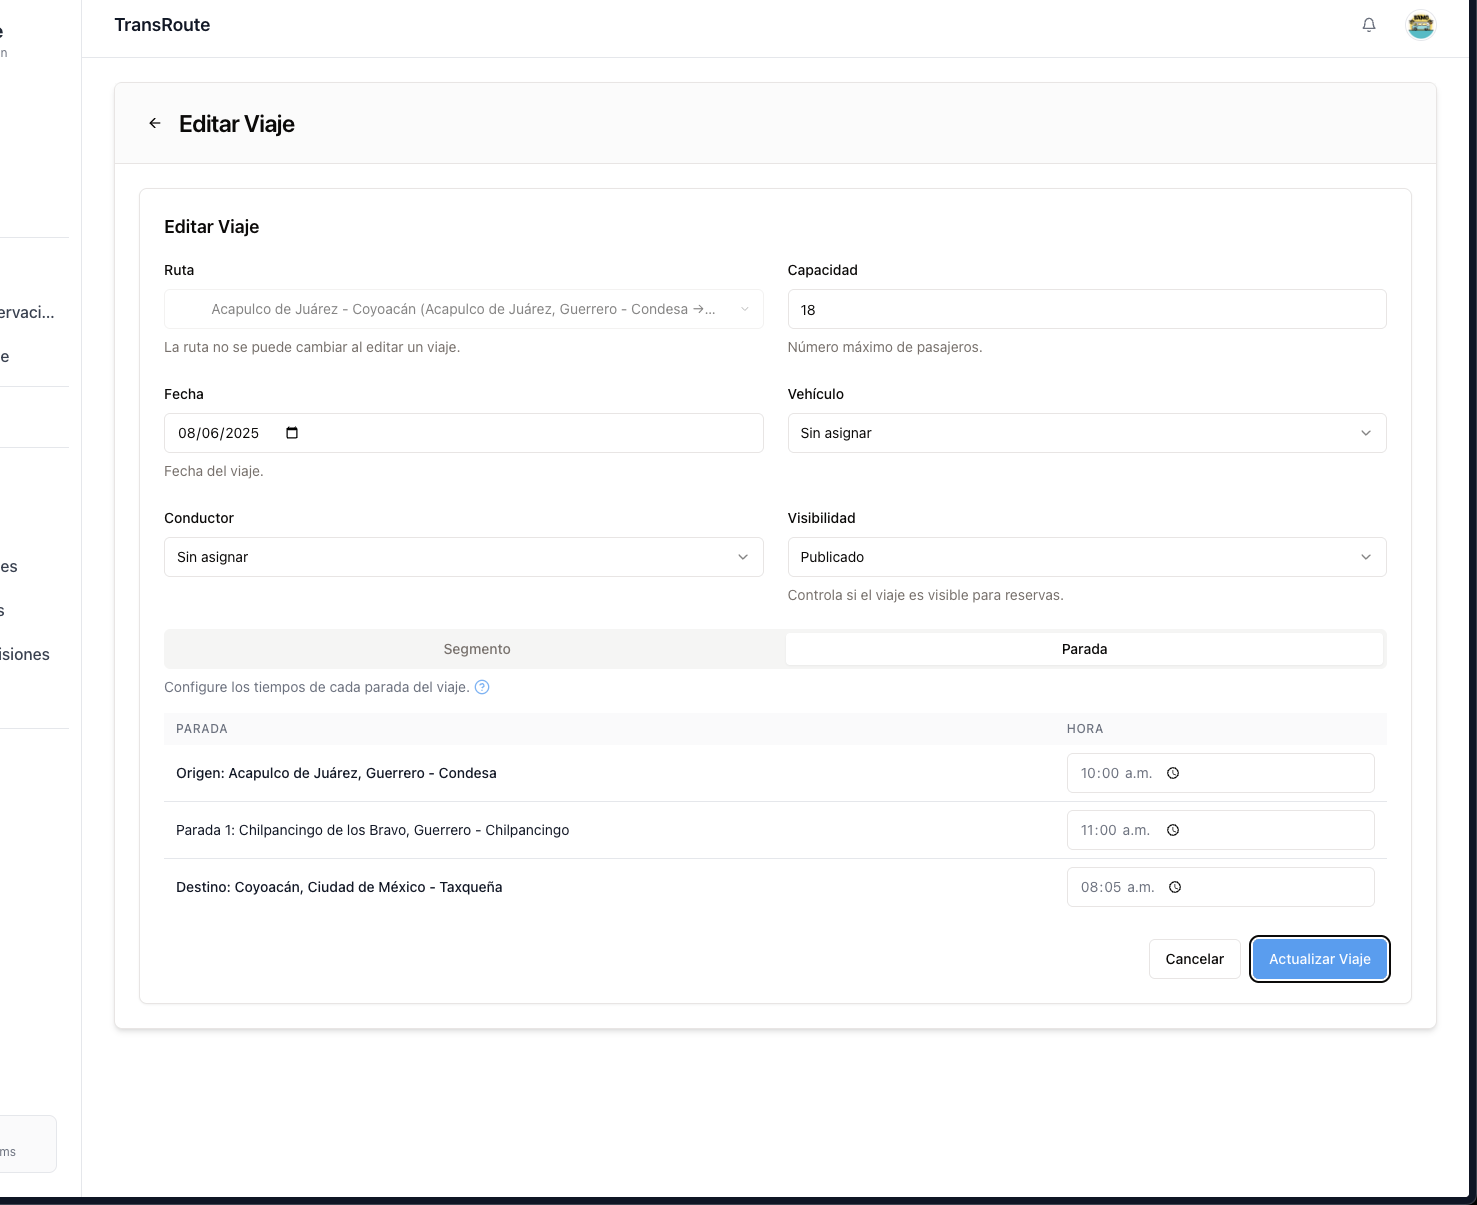 TransRoute
Editar Viaje
Editar Viaje
Ruta
Acapulco de Juárez - Coyoacán (Acapulco de Juárez, Guerrero - Condesa →...
La ruta no se puede cambiar al editar un viaje.
Capacidad
18
Número máximo de pasajeros.
Fecha
08/06/2025
Fecha del viaje.
Vehículo
Sin asignar
Conductor
Sin asignar
Visibilidad
Publicado
Controla si el viaje es visible para reservas.
Segmento
Parada
Configure los tiempos de cada parada del viaje. ?
PARADA HORA
Origen: Acapulco de Juárez, Guerrero - Condesa 10:00 a.m.
Parada 1: Chilpancingo de los Bravo, Guerrero - Chilpancingo 11:00 a.m.
Destino: Coyoacán, Ciudad de México - Taxqueña 08:05 a.m.
Cancelar
Actualizar Viaje